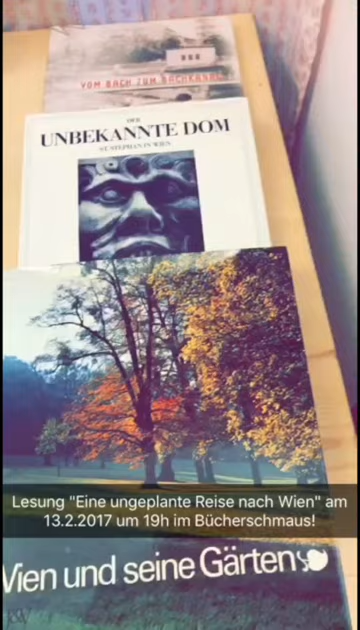 VOM BACH ZUM BACHKANAL
DER
UNBEKANNTE DOM
ST. STEPHAN IN WIEN
Lesung "Eine ungeplante Reise nach Wien" am
13.2.2017 um 19h im Bücherschmaus!
Wien und seine Gärten